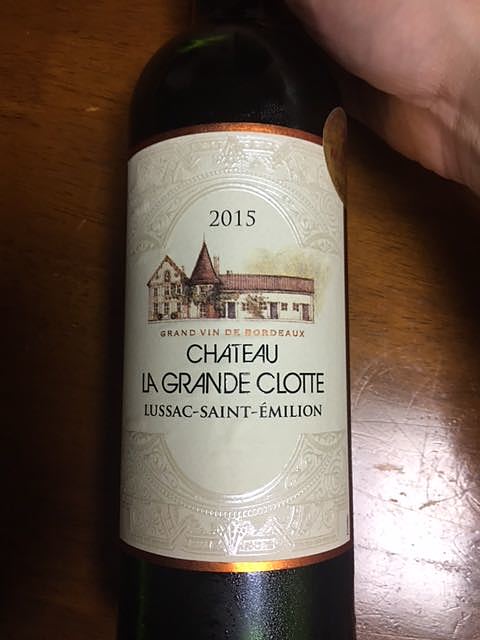 2015
GRAND VIN DE BORDEAUX
CHATEAU
LA GRANDE CLOTTE
LUSSAC-SAINT-ÉMILION